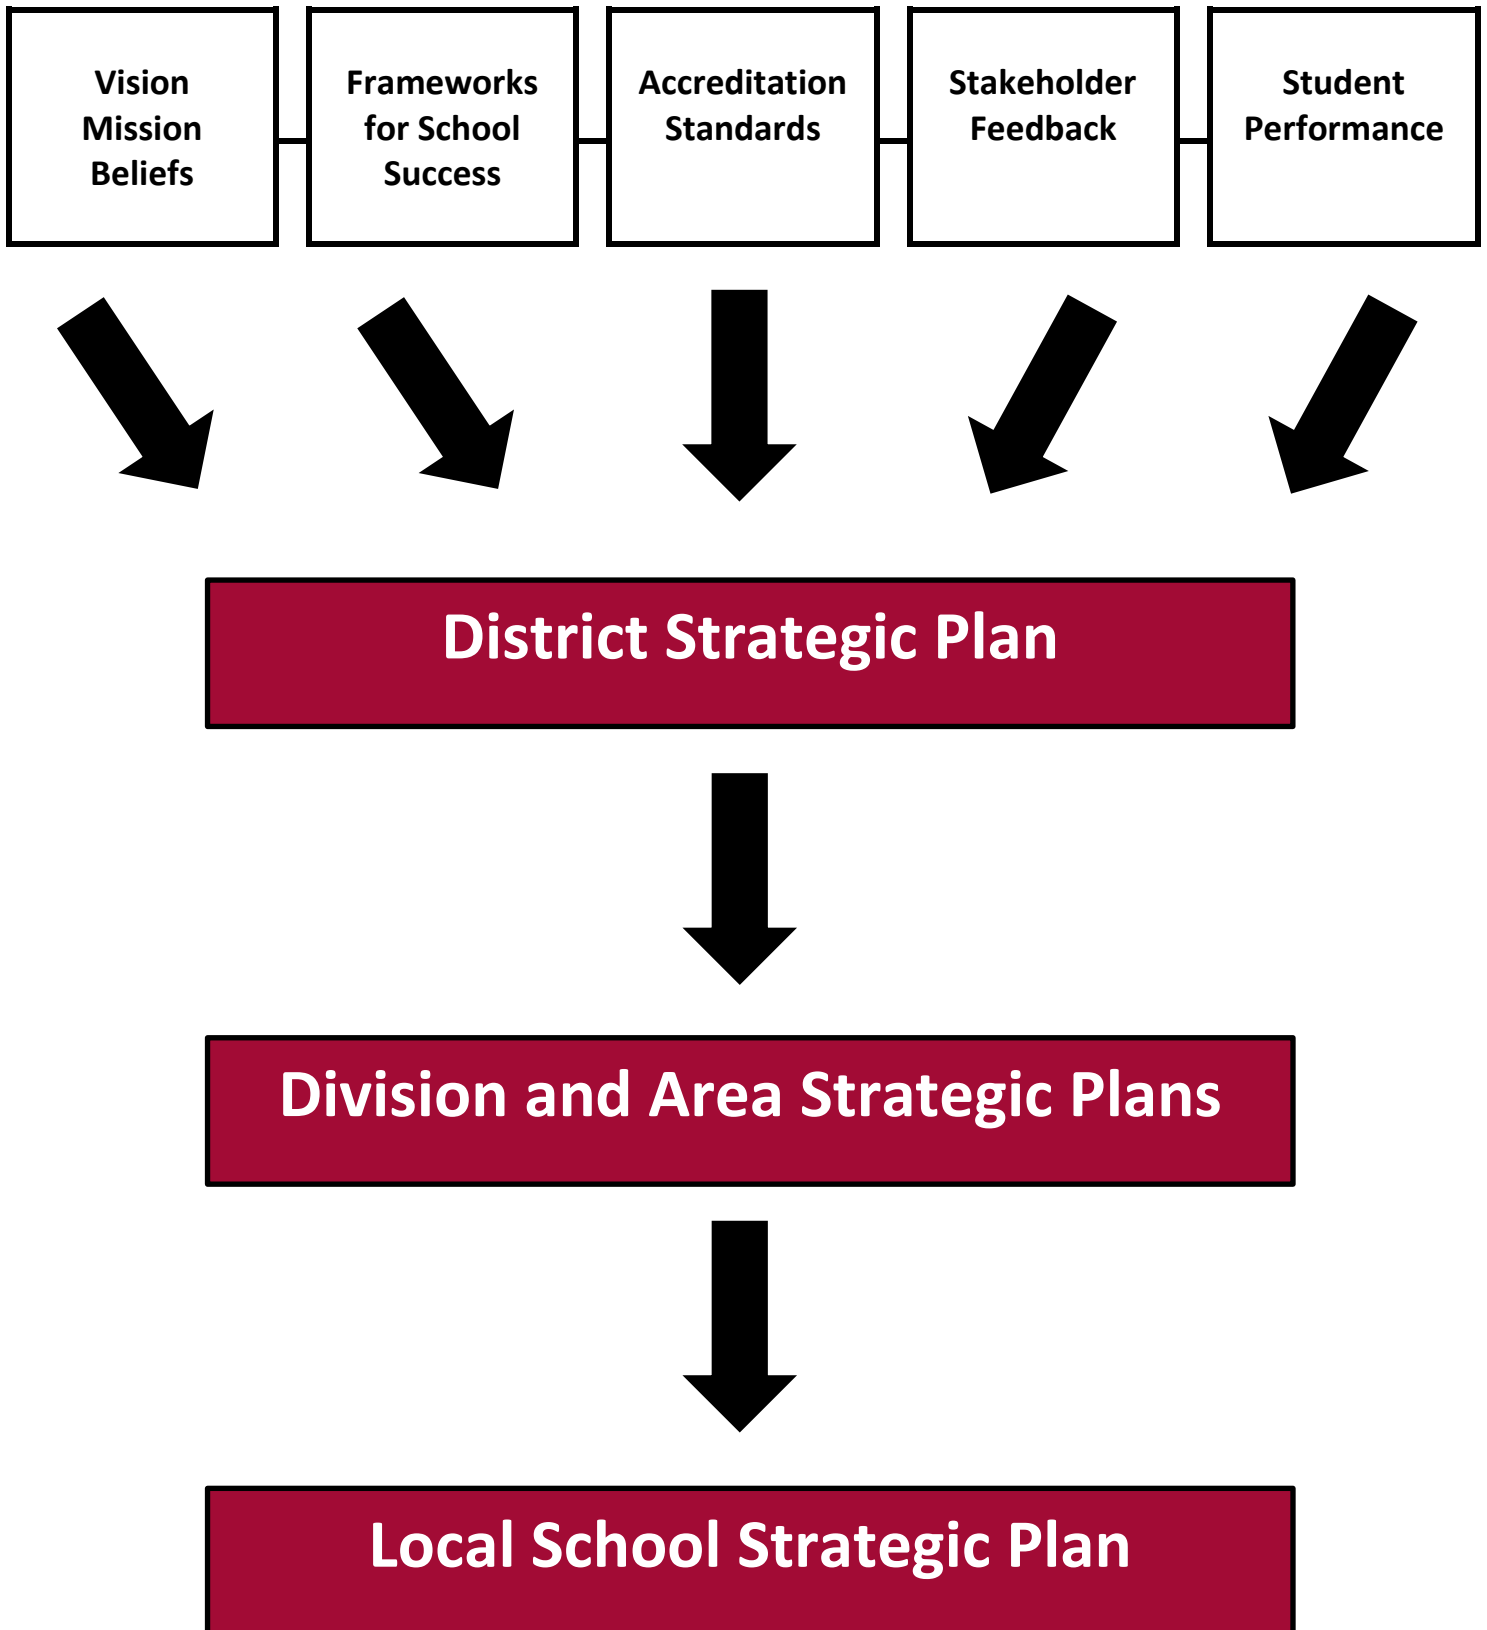 Vision
Mission
Beliefs
Frameworks
for School
Success
Accreditation
Standards
Stakeholder
Feedback
Student
Performance
District Strategic Plan
Division and Area Strategic Plans
Local School Strategic Plan